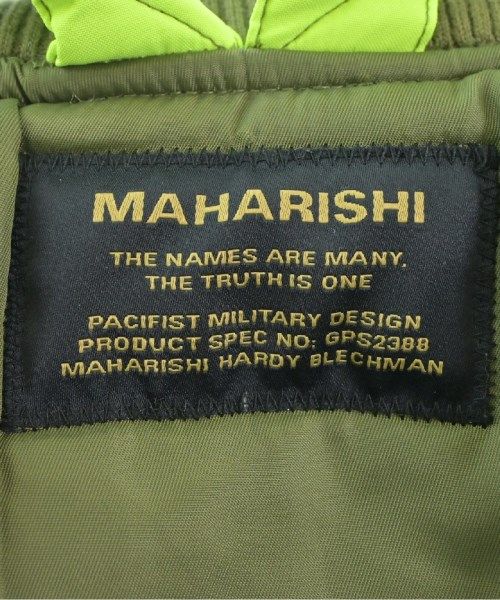 MAHARISHI
THE NAMES ARE MANY.
THE TRUTH IS ONE
PACIFIST MILITARY DESIGN
PRODUCT SPEC NO: GPS2388
MAHARISHI HARDY BLECHMAN